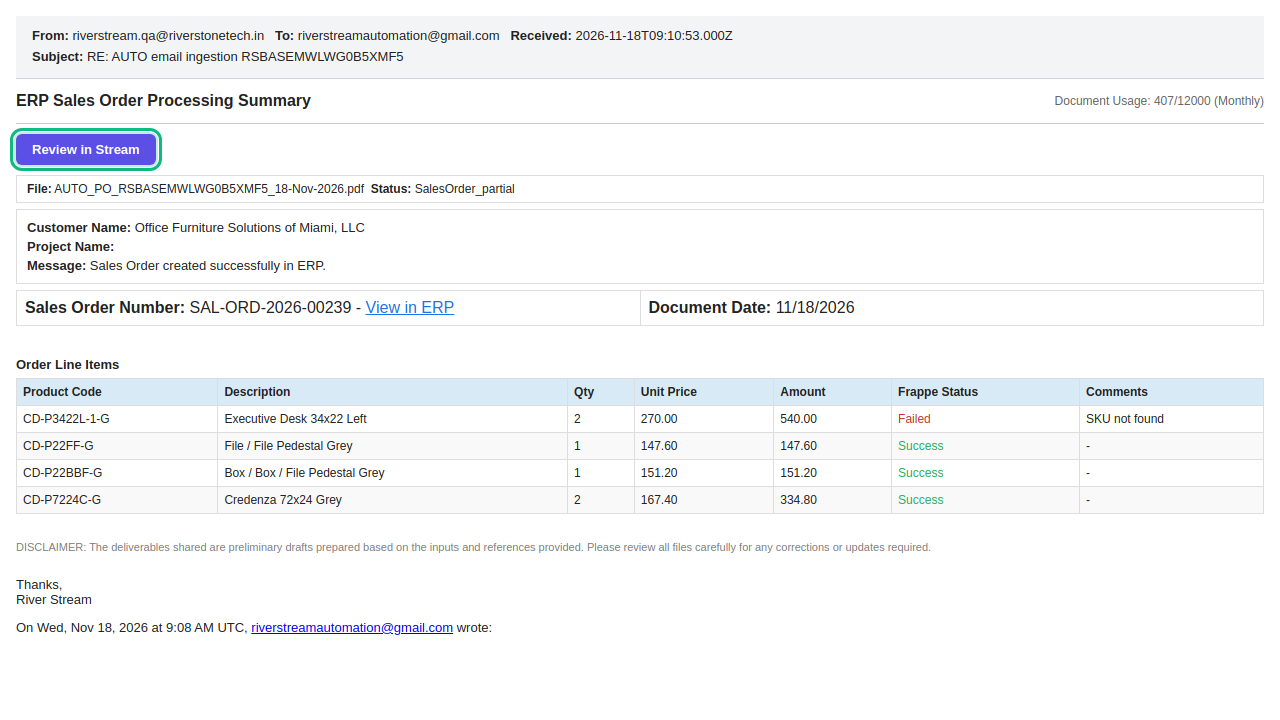 From: riverstream.qa@riverstonetech.in To: riverstreamautomation@gmail.com Received: 2026-11-18T09:10:53.000Z
Subject: RE: AUTO email ingestion RSBASEMWLWG0B5XMF5
ERP Sales Order Processing Summary Document Usage: 407/12000 (Monthly)
Review in Stream
File: AUTO_PO_RSBASEMWLWG0B5XMF5_18-Nov-2026.pdf Status: SalesOrder_partial
Customer Name: Office Furniture Solutions of Miami, LLC
Project Name:
Message: Sales Order created successfully in ERP.
Sales Order Number: SAL-ORD-2026-00239 - View in ERP Document Date: 11/18/2026
Order Line Items
Product Code Description Qty Unit Price Amount Frappe Status Comments
CD-P3422L-1-G Executive Desk 34x22 Left 2 270.00 540.00 Failed SKU not found
CD-P22FF-G File / File Pedestal Grey 1 147.60 147.60 Success -
CD-P22BBF-G Box / Box / File Pedestal Grey 1 151.20 151.20 Success -
CD-P7224C-G Credenza 72x24 Grey 2 167.40 334.80 Success -
DISCLAIMER: The deliverables shared are preliminary drafts prepared based on the inputs and references provided. Please review all files carefully for any corrections or updates required.
Thanks,
River Stream
On Wed, Nov 18, 2026 at 9:08 AM UTC, riverstreamautomation@gmail.com wrote: